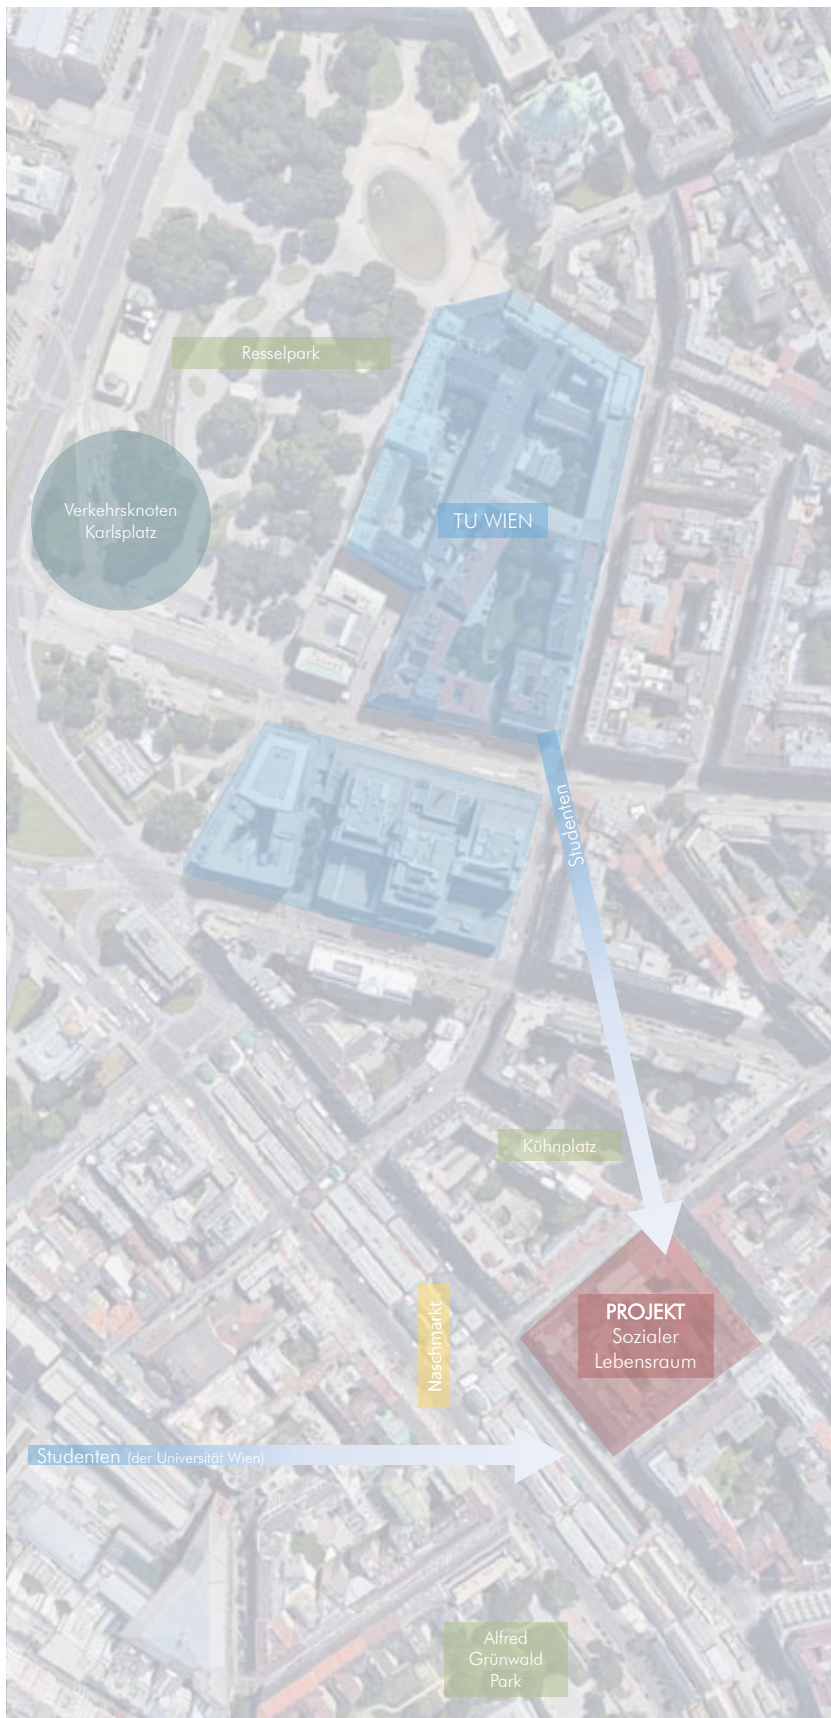 Resselpark
Verkehrsknoten
Karlsplatz
TU WIEN
Studenten
Kühnplatz
PROJEKT
Sozialer
Lebensraum
Naschmarkt
Studenten (der Universität Wien)
Alfred
Grünwald
Park